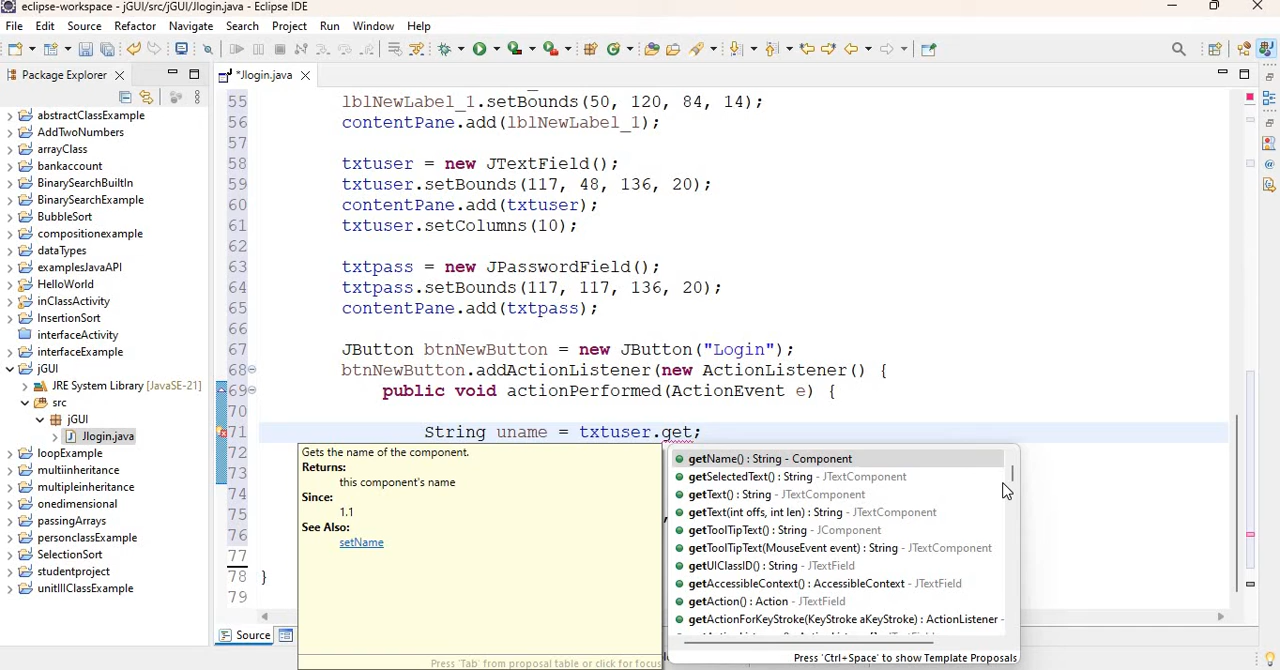 eclipse-workspace - jGUI/src/jGUI/Jlogin.java - Eclipse IDE
File Edit Source Refactor Navigate Search Project Run Window Help
Package Explorer
*Jlogin.java
abstractClassExample
AddTwoNumbers
arrayClass
bankaccount
BinarySearchBuiltIn
BinarySearchExample
BubbleSort
compositionexample
dataTypes
examplesJavaAPI
HelloWorld
inClassActivity
InsertionSort
interfaceActivity
interfaceExample
jGUI
JRE System Library [JavaSE-21]
src
jGUI
Jlogin.java
loopExample
multiinheritance
multipleinheritance
onedimensional
passingArrays
personclassExample
SelectionSort
studentproject
unitIIIClassExample
55 lblNewLabel_1.setBounds(50, 120, 84, 14);
56 contentPane.add(lblNewLabel_1);
57
58 txtuser = new JTextField();
59 txtuser.setBounds(117, 48, 136, 20);
60 contentPane.add(txtuser);
61 txtuser.setColumns(10);
62
63 txtpass = new JPasswordField();
64 txtpass.setBounds(117, 117, 136, 20);
65 contentPane.add(txtpass);
66
67 JButton btnNewButton = new JButton("Login");
68 btnNewButton.addActionListener(new ActionListener() {
69 public void actionPerformed(ActionEvent e) {
70
71 String uname = txtuser.get;
72
73
74
75
76
77
78 }
79
Gets the name of the component.
Returns:
this component's name
Since:
1.1
See Also:
setName
Press 'Tab' from proposal table or click for focus
getName() : String - Component
getSelectedText() : String - JTextComponent
getText() : String - JTextComponent
getText(int offs, int len) : String - JTextComponent
getToolTipText() : String - JComponent
getToolTipText(MouseEvent event) : String - JTextComponent
getUIClassID() : String - JTextField
getAccessibleContext() : AccessibleContext - JTextField
getAction() : Action - JTextField
getActionForKeyStroke(KeyStroke aKeyStroke) : ActionListener -
Press 'Ctrl+Space' to show Template Proposals
Source